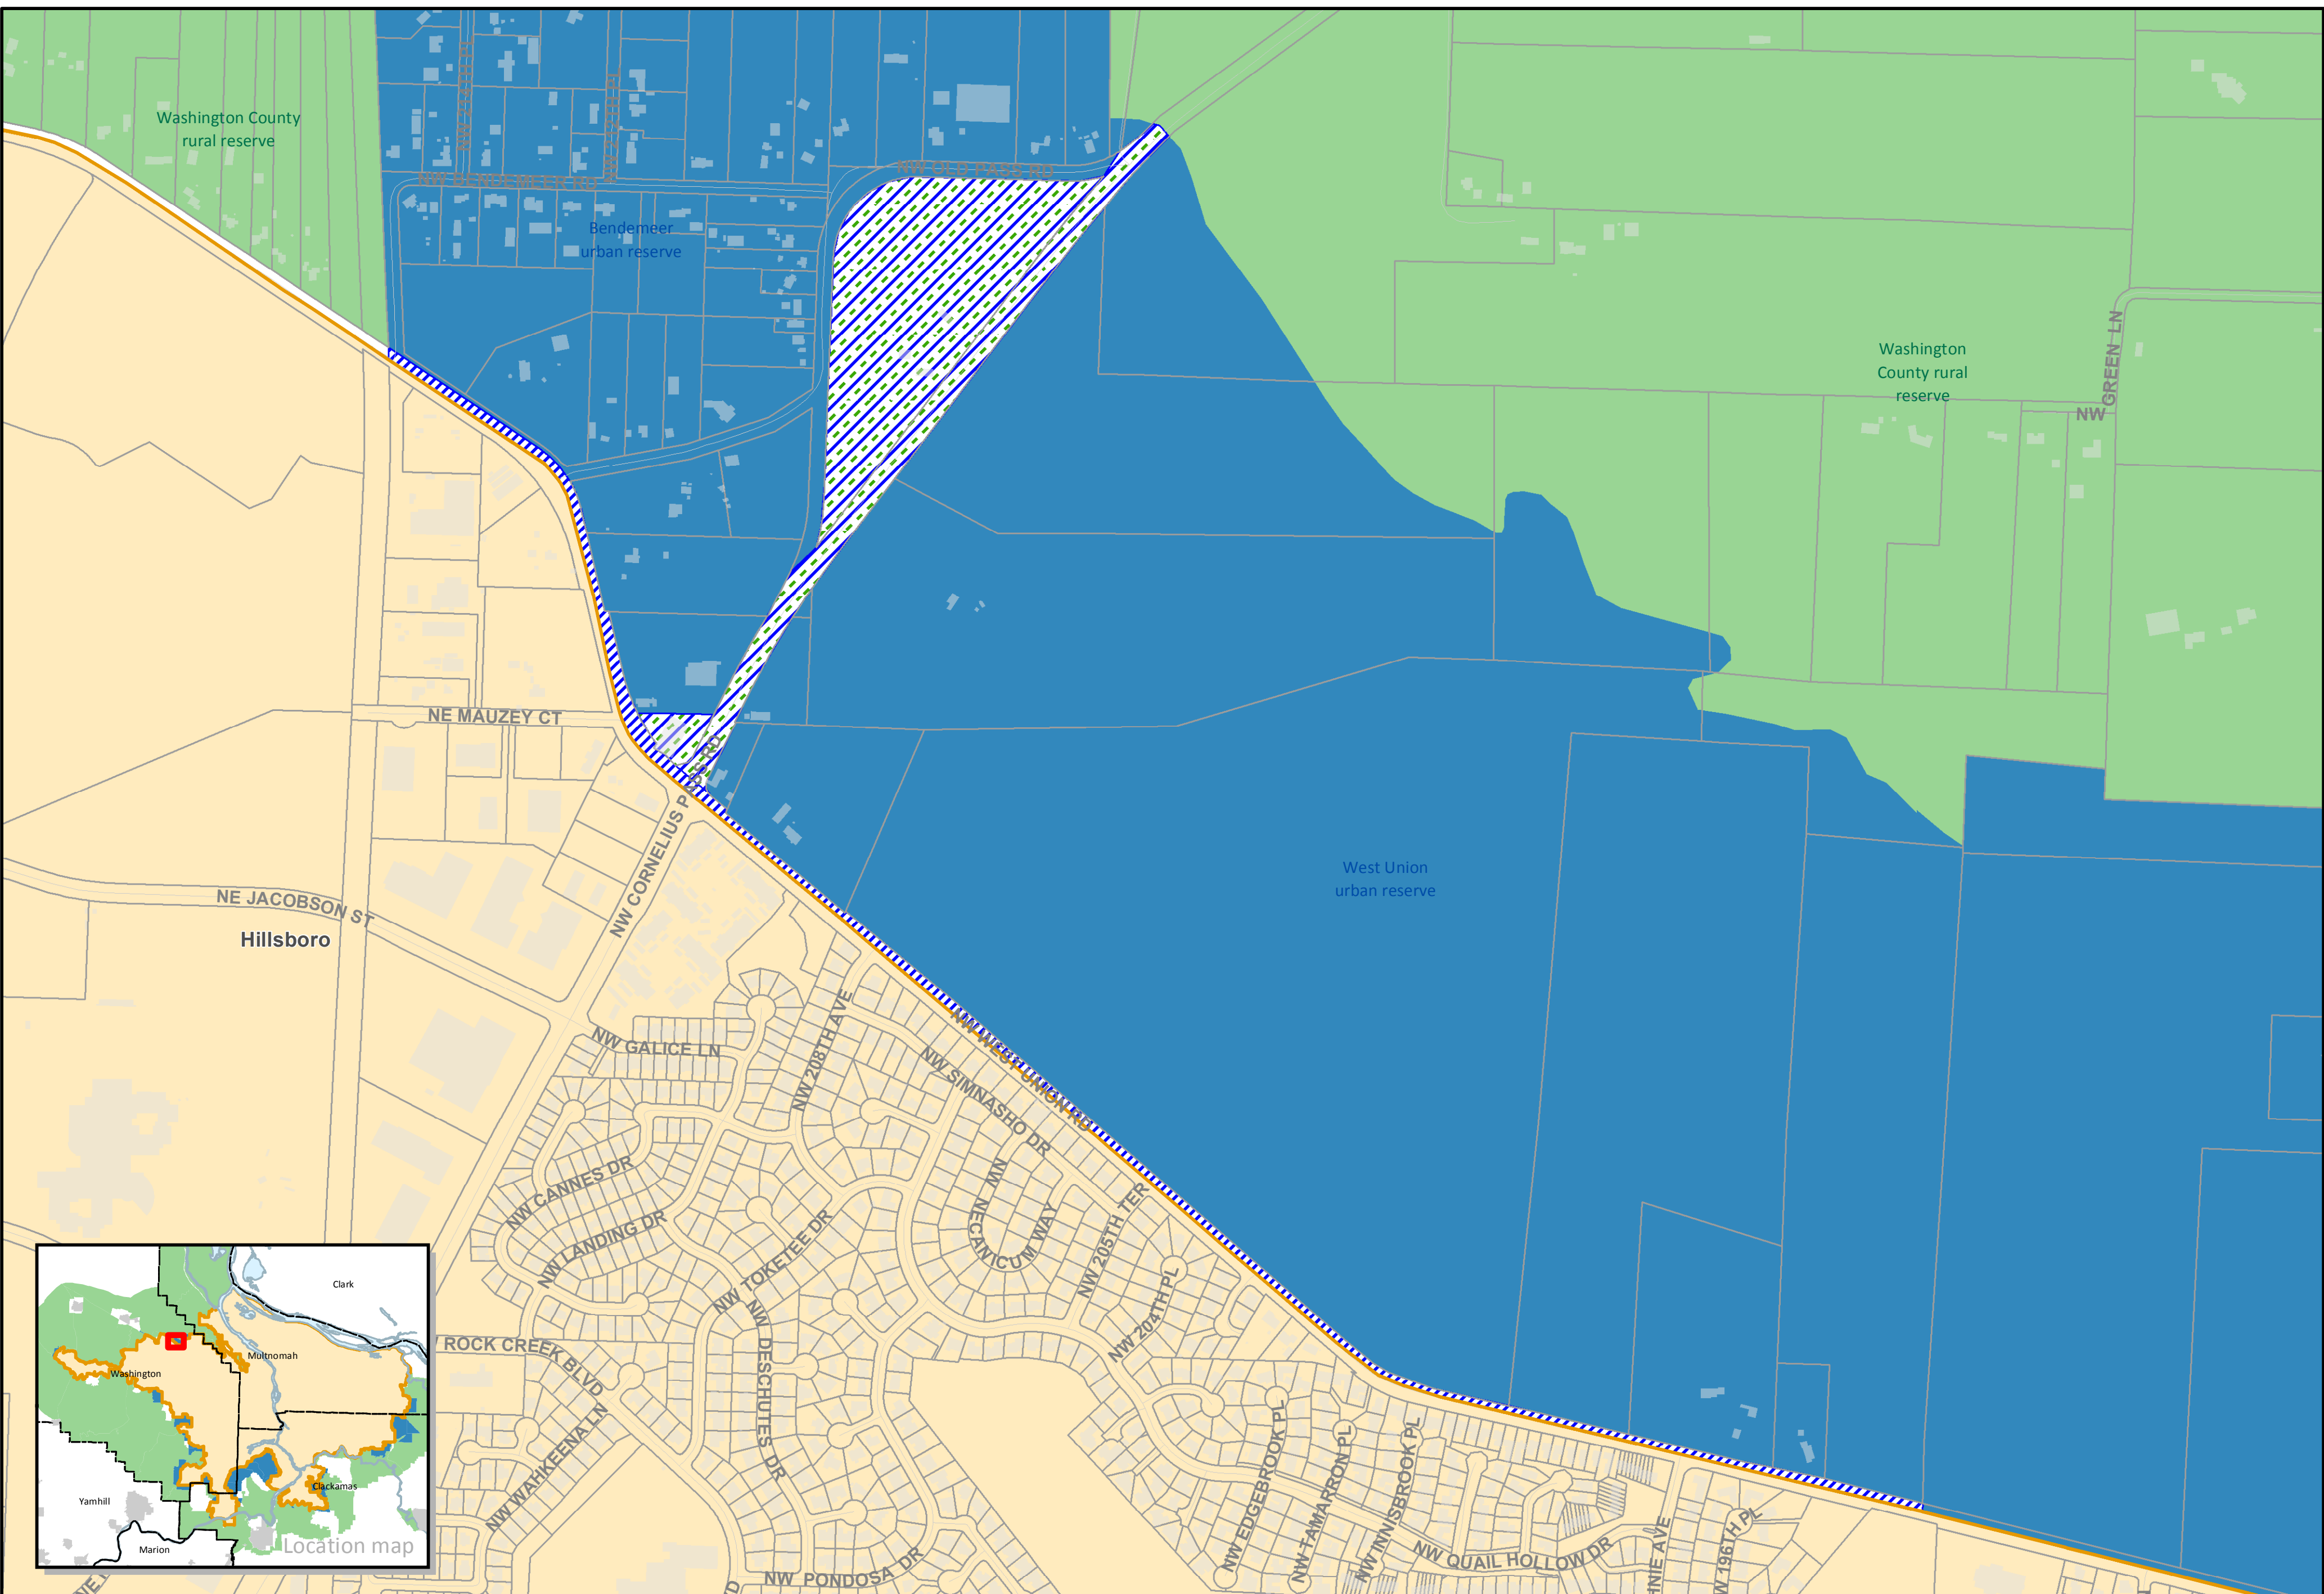 Washington County
rural reserve
NW OLD PASS RD
NW BENDEMEER RD
Bendemeer
urban reserve
Washington
County rural
reserve
NW GREEN LN
NE MAUZEY CT
NW CORNELIUS PASS RD
West Union
urban reserve
NE JACOBSON ST
Hillsboro
NW GALICE LN
NW 208TH AVE
NW WEST UNION RD
NW SIMNASHO DR
NW CANNES DR
NW NECANICUM WAY
NW LANDING DR
NW 205TH TER
NW TOKETEE DR
NW 204TH PL
ROCK CREEK BLVD
NW DESCHUTES DR
NW WAHKEENA LN
NW EDGEBROOK PL
NW TAMARRON PL
NW INNISBROOK PL
NW QUAIL HOLLOW DR
NW PONDOSA DR
W 196TH PL
HNIE AVE
Clark
Multnomah
Washington
Clackamas
Yamhill
Marion
Location map